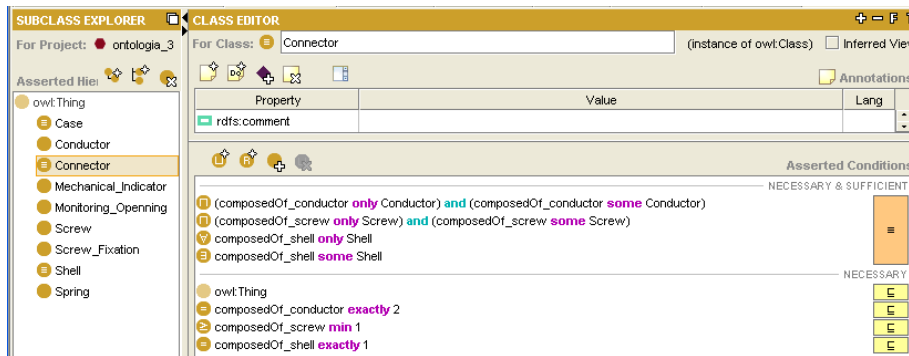 SUBCLASS EXPLORER
For Project: ontologia_3
Asserted Hie
owl:Thing
Case
Conductor
Connector
Mechanical_Indicator
Monitoring_Openning
Screw
Screw_Fixation
Shell
Spring
CLASS EDITOR
For Class: Connector (instance of owl:Class) Inferred Vie
Annotations
Property Value Lang
rdfs:comment
Asserted Conditions
NECESSARY & SUFFICIENT
(composedOf_conductor only Conductor) and (composedOf_conductor some Conductor)
(composedOf_screw only Screw) and (composedOf_screw some Screw)
composedOf_shell only Shell
composedOf_shell some Shell
NECESSARY
owl:Thing
composedOf_conductor exactly 2
composedOf_screw min 1
composedOf_shell exactly 1